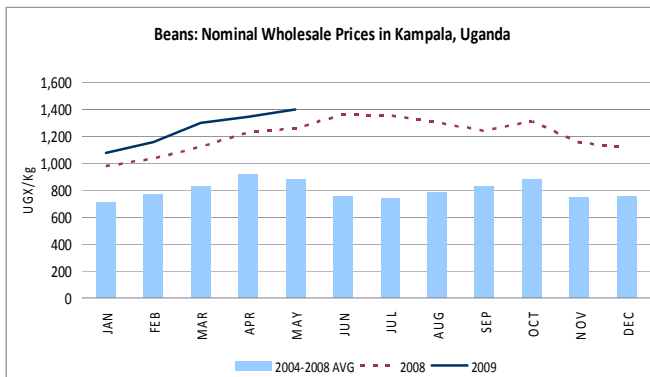 Beans: Nominal Wholesale Prices in Kampala, Uganda
1,600
1,400
1,200
1,000
800
600
400
200
0
UGX/Kg
JAN FEB MAR APR MAY JUN JUL AUG SEP OCT NOV DEC
2004-2008 AVG 2008 2009